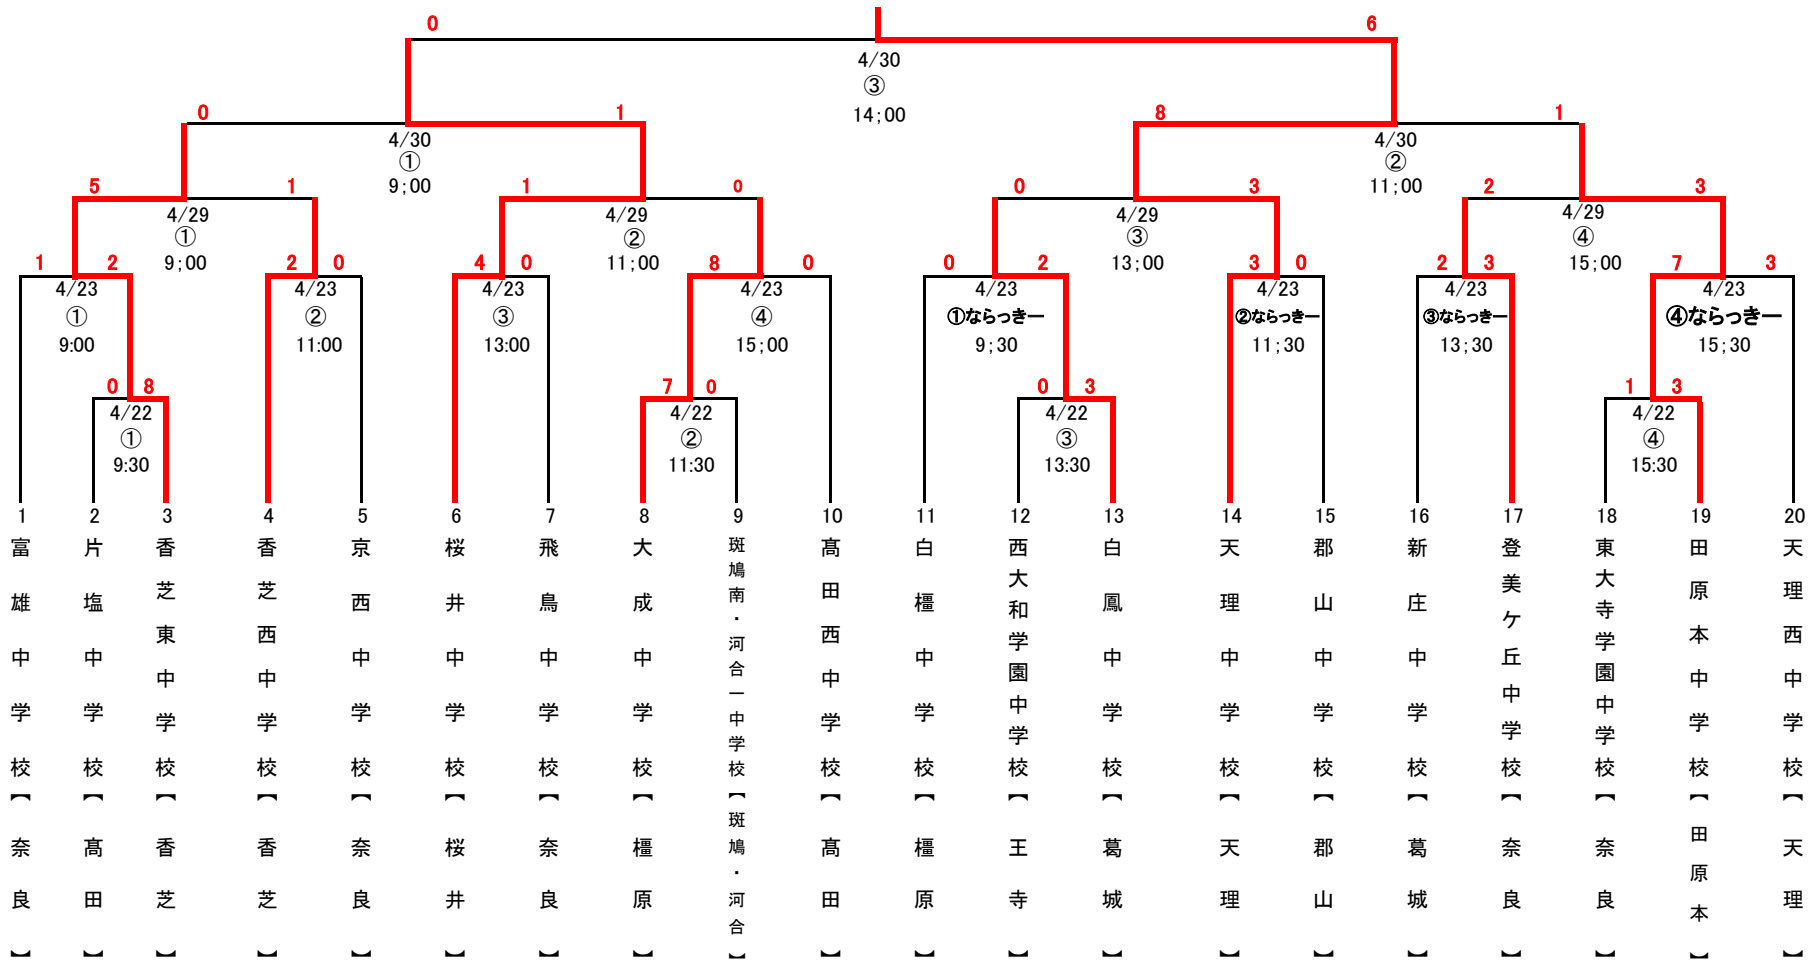 0 6
4/30
③
14;00
0 1 8 1
4/30 4/30
① ②
9;00 11;00
5 1 1 0 0 3 2 3
4/29 4/29 4/29 4/29
① ② ③ ④
9;00 11;00 13;00 15;00
1 2 2 0 4 0 8 0 0 2 3 0 2 3 7 3
4/23 4/23 4/23 4/23 4/23 4/23 4/23 4/23
① ② ③ ④ ①ならっきー ②ならっきー ③ならっきー ④ならっきー
9:00 11:00 13:00 15;00 9;30 11;30 13;30 15;30
0 8 7 0 0 3 1 3
4/22 4/22 4/22 4/22
① ② ③ ④
9:30 11:30 13:30 15:30
1 2 3 4 5 6 7 8 9 10 11 12 13 14 15 16 17 18 19 20
富雄中学校【奈良】
片塩中学校【髙田】
香芝東中学校【香芝】
香芝西中学校【香芝】
京西中学校【奈良】
桜井中学校【桜井】
飛鳥中学校【奈良】
大成中学校【橿原】
斑鳩南・河合一中学校【斑鳩・河合】
髙田西中学校【髙田】
白橿中学校【橿原】
西大和学園中学校【王寺】
白鳳中学校【葛城】
天理中学校【天理】
郡山中学校【郡山】
新庄中学校【葛城】
登美ケ丘中学校【奈良】
東大寺学園中学校【奈良】
田原本中学校【田原本】
天理西中学校【天理】